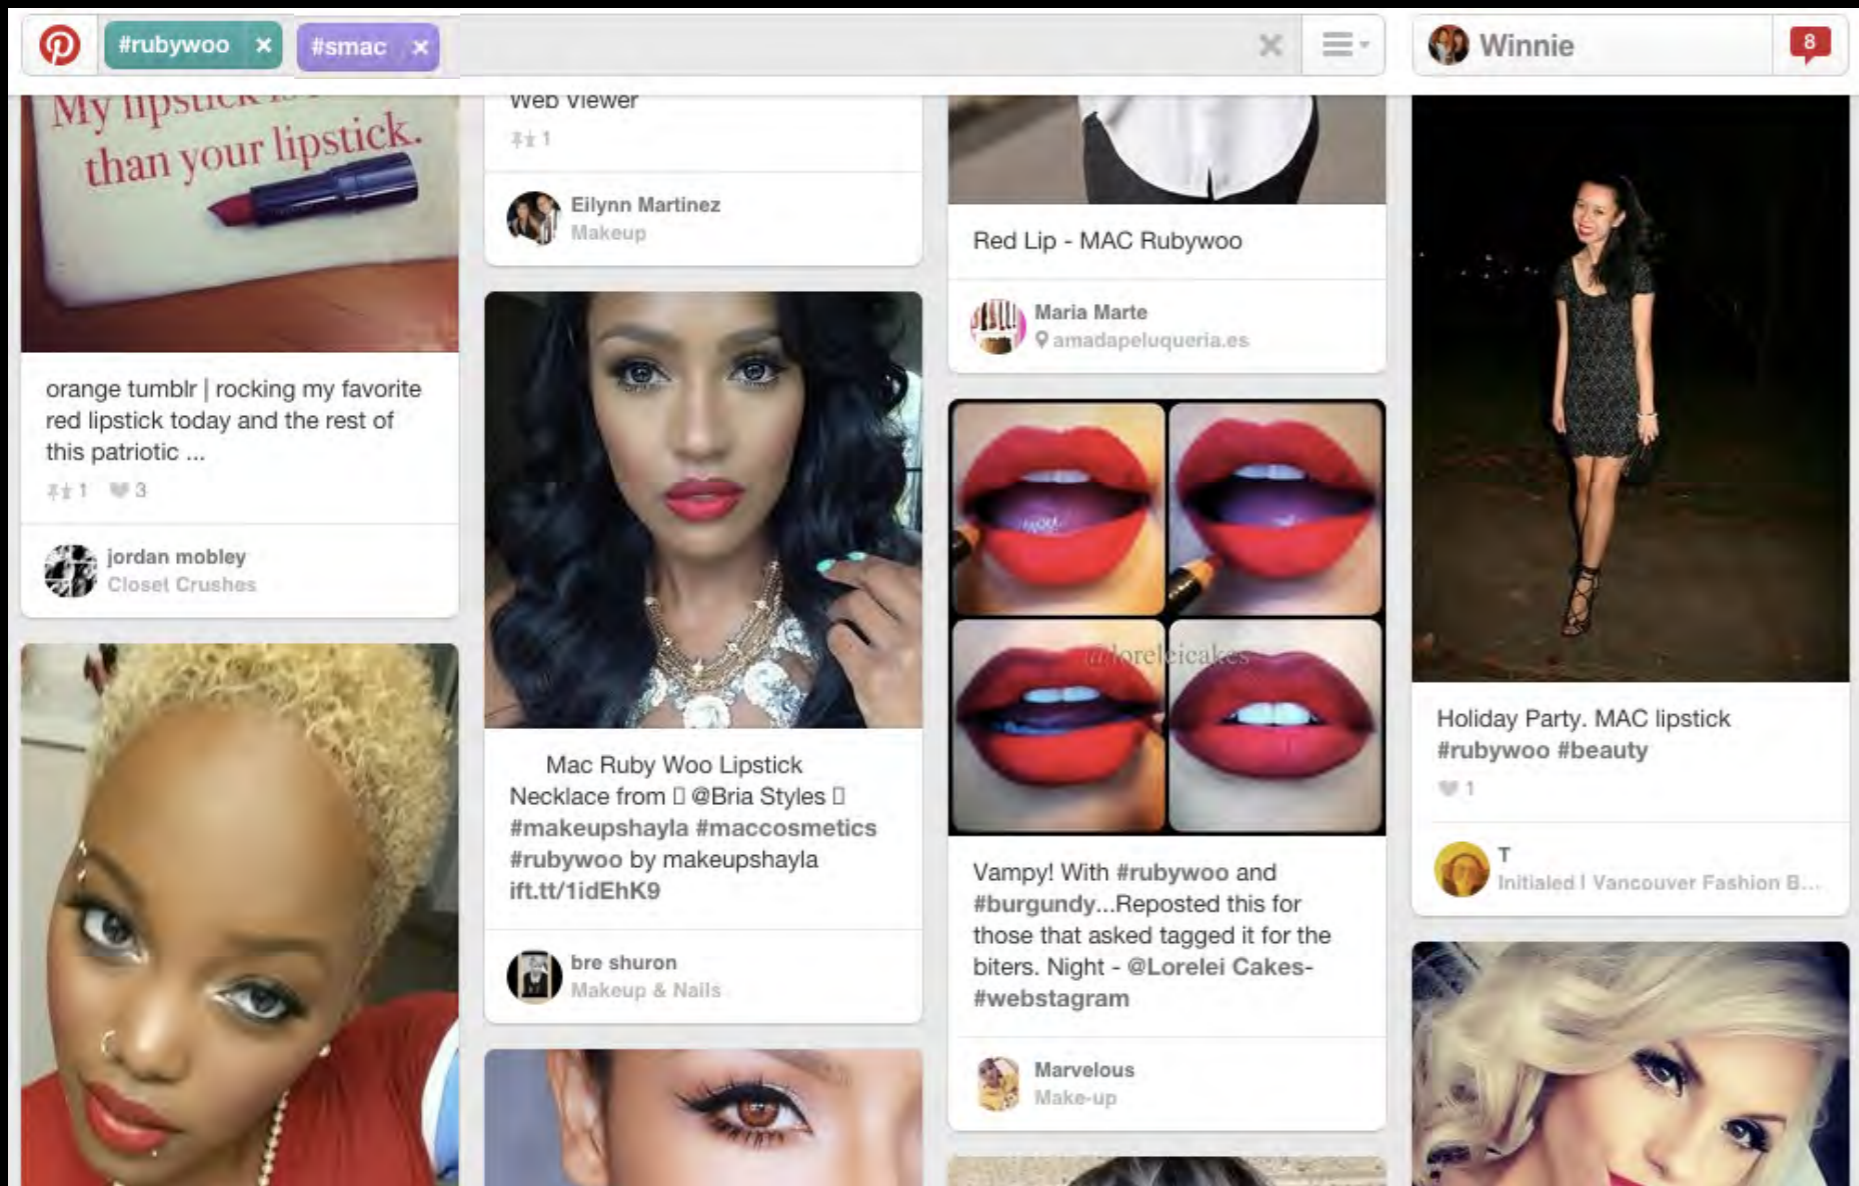 #rubywoo ×
#smac ×
Winnie
8
My lipstick is
than your lipstick.
orange tumblr | rocking my favorite
red lipstick today and the rest of
this patriotic ...
1 3
jordan mobley
Closet Crushes
Web Viewer
1
Eilynn Martinez
Makeup
Mac Ruby Woo Lipstick
Necklace from @Bria Styles
#makeupshayla #maccosmetics
#rubywoo by makeupshayla
ift.tt/1idEhK9
bre shuron
Makeup & Nails
Red Lip - MAC Rubywoo
Maria Marte
amadapeluqueria.es
@loreleicakes
Vampy! With #rubywoo and
#burgundy...Reposted this for
those that asked tagged it for the
biters. Night - @Lorelei Cakes-
#webstagram
Marvelous
Make-up
Holiday Party. MAC lipstick
#rubywoo #beauty
1
T
Initialed | Vancouver Fashion B...